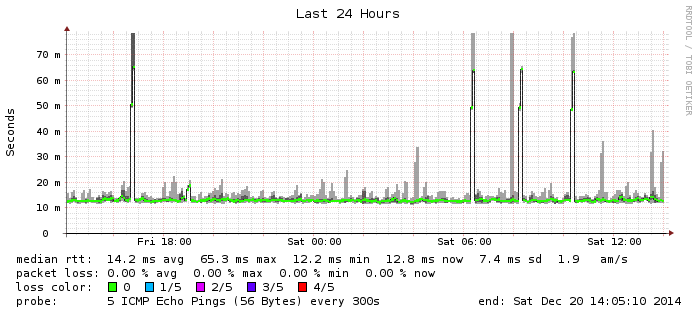 Last 24 Hours
RRDTOOL / TOBI OETIKER
Seconds
70 m
60 m
50 m
40 m
30 m
20 m
10 m
0
Fri 18:00 Sat 00:00 Sat 06:00 Sat 12:00
median rtt: 14.2 ms avg 65.3 ms max 12.2 ms min 12.8 ms now 7.4 ms sd 1.9 am/s
packet loss: 0.00 % avg 0.00 % max 0.00 % min 0.00 % now
loss color: 0 1/5 2/5 3/5 4/5
probe: 5 ICMP Echo Pings (56 Bytes) every 300s end: Sat Dec 20 14:05:10 2014